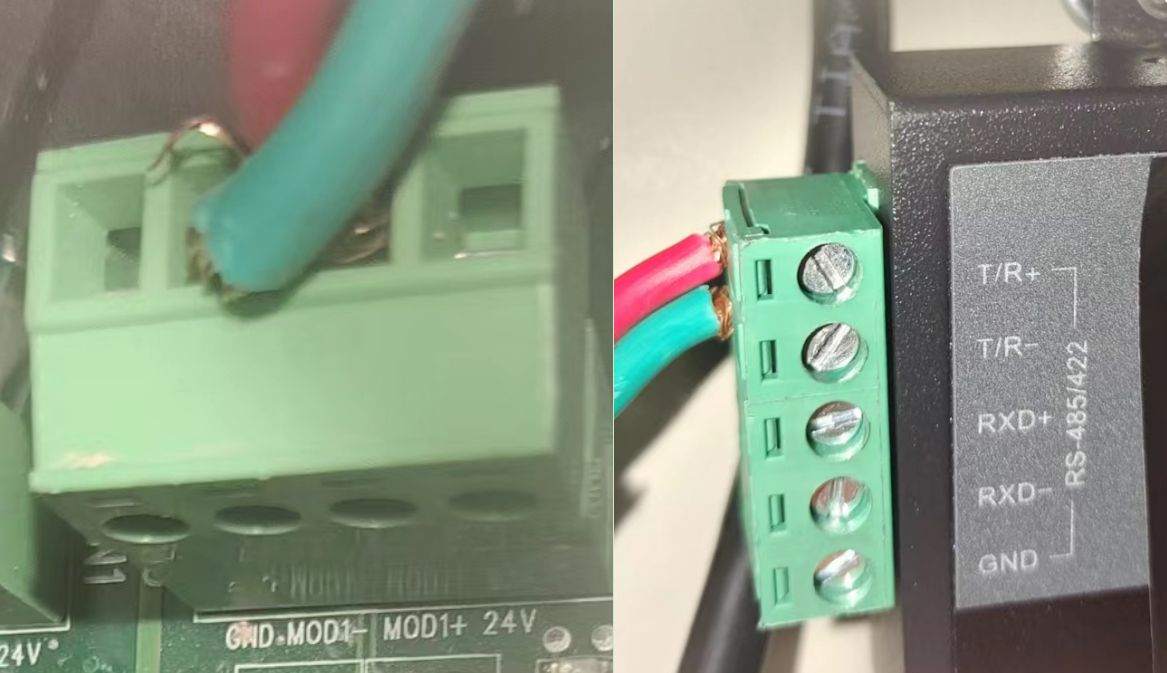 GND MOD1- MOD1+ 24V
24V
T/R+
T/R-
RXD+
RXD-
GND
RS-485/422